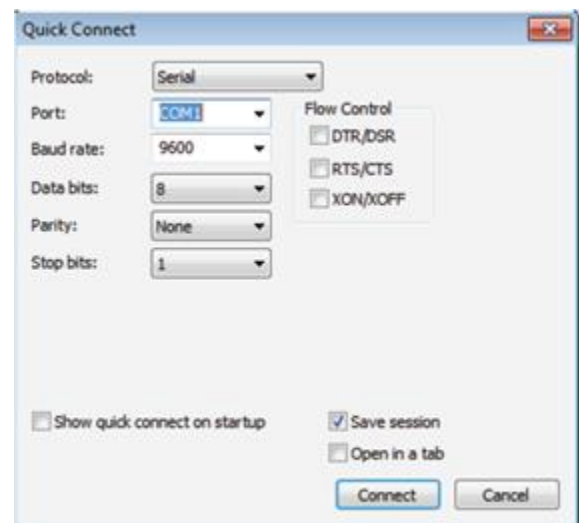 Quick Connect
Protocol: Serial
Port: COM1
Flow Control
DTR/DSR
Baud rate: 9600
RTS/CTS
Data bits: 8
XON/XOFF
Parity: None
Stop bits: 1
Show quick connect on startup
Save session
Open in a tab
Connect
Cancel